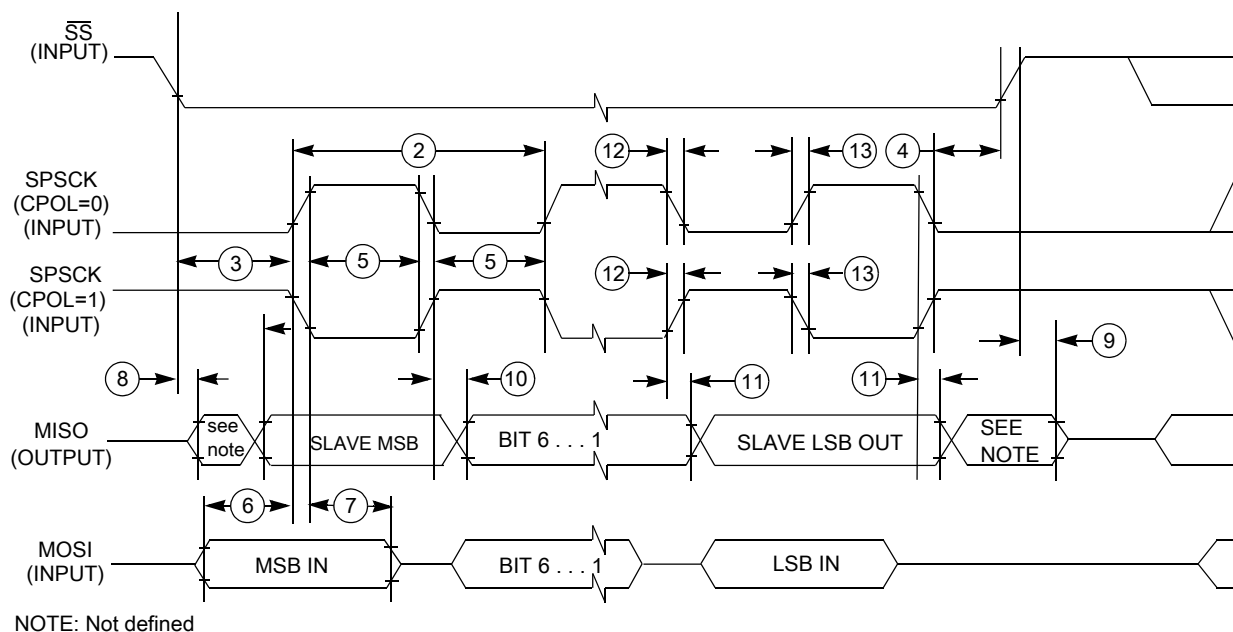 SS
(INPUT)
2
12
13
4
SPSCK
(CPOL=0)
(INPUT)
3
5
5
SPSCK
(CPOL=1)
(INPUT)
12
13
9
8
10
11
11
MISO
(OUTPUT)
see
note
SLAVE MSB
BIT 6 . . . 1
SLAVE LSB OUT
SEE
NOTE
6
7
MOSI
(INPUT)
MSB IN
BIT 6 . . . 1
LSB IN
NOTE: Not defined